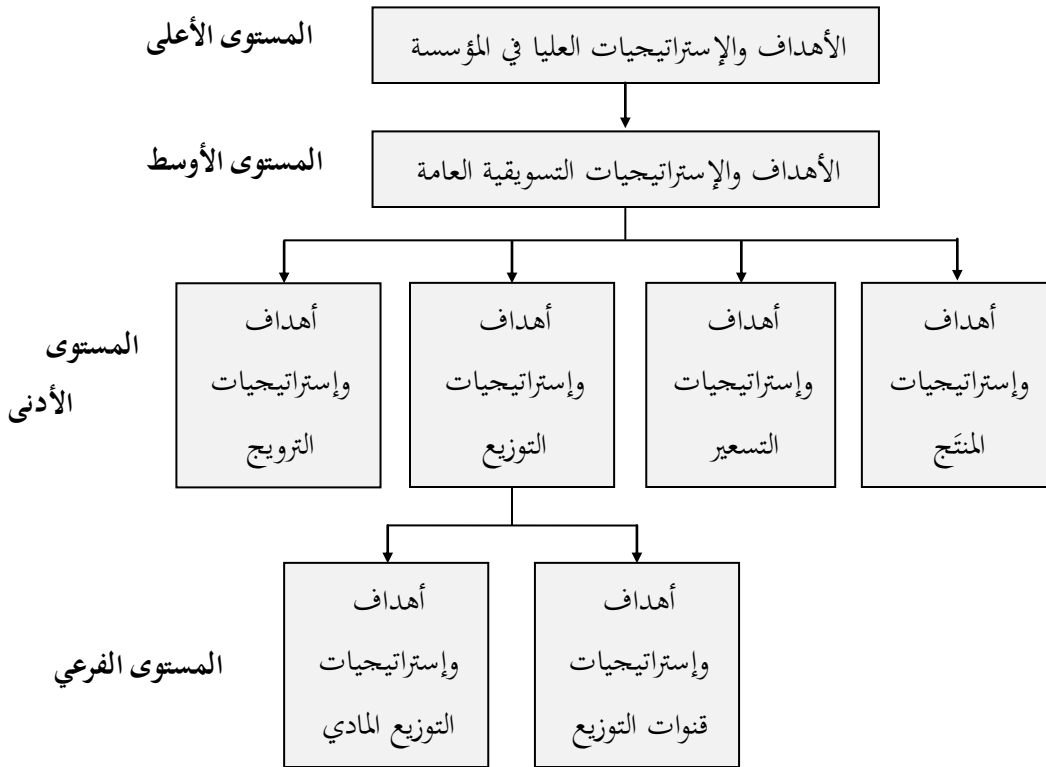 المستوى الأعلى
الأهداف والإستراتيجيات العليا في المؤسسة
المستوى الأوسط
الأهداف والإستراتيجيات التسويقية العامة
المستوى
الأدنى
أهداف
وإستراتيجيات
المنتَج
أهداف
وإستراتيجيات
التسعير
أهداف
وإستراتيجيات
التوزيع
أهداف
وإستراتيجيات
الترويج
المستوى الفرعي
أهداف
وإستراتيجيات
قنوات التوزيع
أهداف
وإستراتيجيات
التوزيع المادي